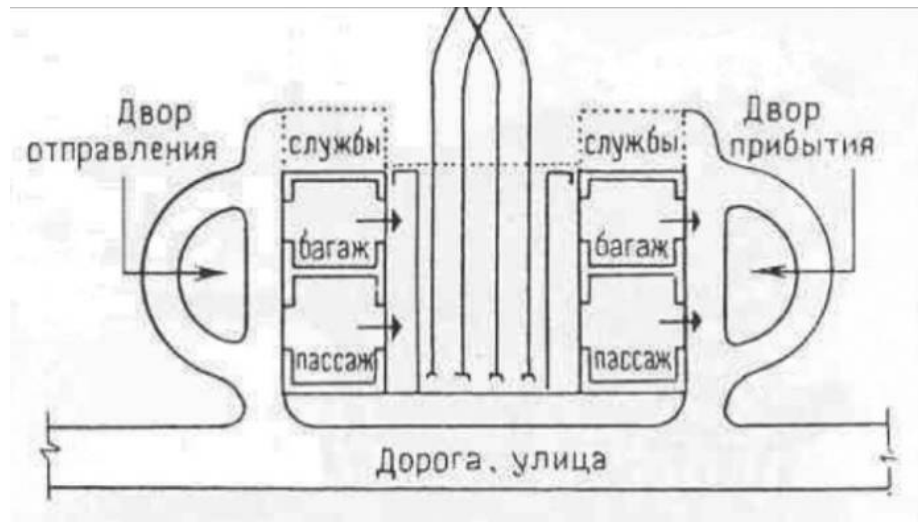 Двор
отправления
службы
службы
Двор
прибытия
багаж
багаж
пассаж
пассаж
Дорога, улица